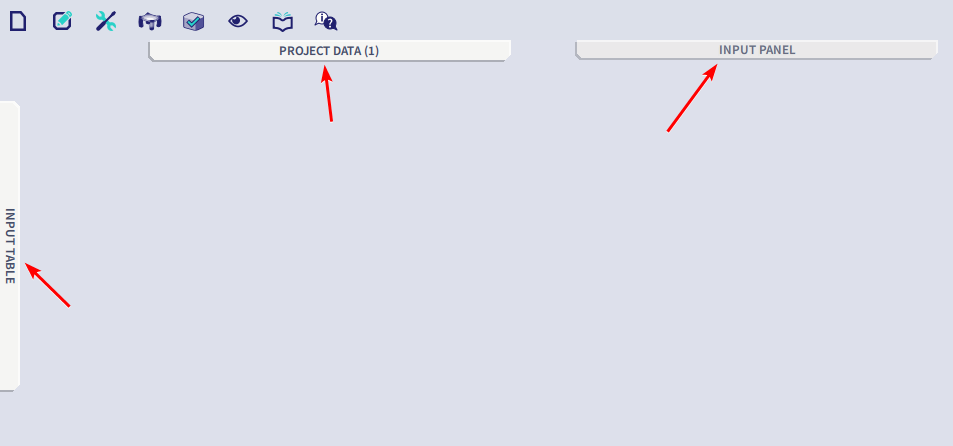 PROJECT DATA (1)
INPUT PANEL
INPUT TABLE